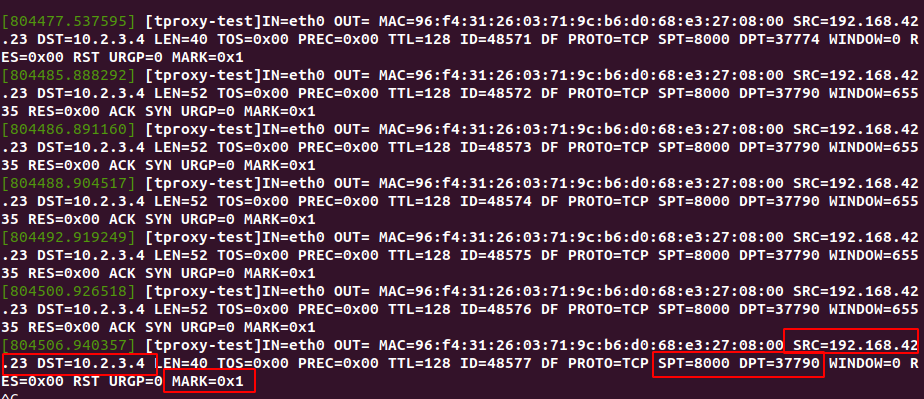 [804477.537595] [tproxy-test]IN=eth0 OUT= MAC=96:f4:31:26:03:71:9c:b6:d0:68:e3:27:08:00 SRC=192.168.42
.23 DST=10.2.3.4 LEN=40 TOS=0x00 PREC=0x00 TTL=128 ID=48571 DF PROTO=TCP SPT=8000 DPT=37774 WINDOW=0 R
ES=0x00 RST URGP=0 MARK=0x1
[804485.888292] [tproxy-test]IN=eth0 OUT= MAC=96:f4:31:26:03:71:9c:b6:d0:68:e3:27:08:00 SRC=192.168.42
.23 DST=10.2.3.4 LEN=52 TOS=0x00 PREC=0x00 TTL=128 ID=48572 DF PROTO=TCP SPT=8000 DPT=37790 WINDOW=655
35 RES=0x00 ACK SYN URGP=0 MARK=0x1
[804486.891160] [tproxy-test]IN=eth0 OUT= MAC=96:f4:31:26:03:71:9c:b6:d0:68:e3:27:08:00 SRC=192.168.42
.23 DST=10.2.3.4 LEN=52 TOS=0x00 PREC=0x00 TTL=128 ID=48573 DF PROTO=TCP SPT=8000 DPT=37790 WINDOW=655
35 RES=0x00 ACK SYN URGP=0 MARK=0x1
[804488.904517] [tproxy-test]IN=eth0 OUT= MAC=96:f4:31:26:03:71:9c:b6:d0:68:e3:27:08:00 SRC=192.168.42
.23 DST=10.2.3.4 LEN=52 TOS=0x00 PREC=0x00 TTL=128 ID=48574 DF PROTO=TCP SPT=8000 DPT=37790 WINDOW=655
35 RES=0x00 ACK SYN URGP=0 MARK=0x1
[804492.919249] [tproxy-test]IN=eth0 OUT= MAC=96:f4:31:26:03:71:9c:b6:d0:68:e3:27:08:00 SRC=192.168.42
.23 DST=10.2.3.4 LEN=52 TOS=0x00 PREC=0x00 TTL=128 ID=48575 DF PROTO=TCP SPT=8000 DPT=37790 WINDOW=655
35 RES=0x00 ACK SYN URGP=0 MARK=0x1
[804500.926518] [tproxy-test]IN=eth0 OUT= MAC=96:f4:31:26:03:71:9c:b6:d0:68:e3:27:08:00 SRC=192.168.42
.23 DST=10.2.3.4 LEN=52 TOS=0x00 PREC=0x00 TTL=128 ID=48576 DF PROTO=TCP SPT=8000 DPT=37790 WINDOW=655
35 RES=0x00 ACK SYN URGP=0 MARK=0x1
[804506.940357] [tproxy-test]IN=eth0 OUT= MAC=96:f4:31:26:03:71:9c:b6:d0:68:e3:27:08:00 SRC=192.168.42
.23 DST=10.2.3.4 LEN=40 TOS=0x00 PREC=0x00 TTL=128 ID=48577 DF PROTO=TCP SPT=8000 DPT=37790 WINDOW=0 R
ES=0x00 RST URGP=0 MARK=0x1
^C